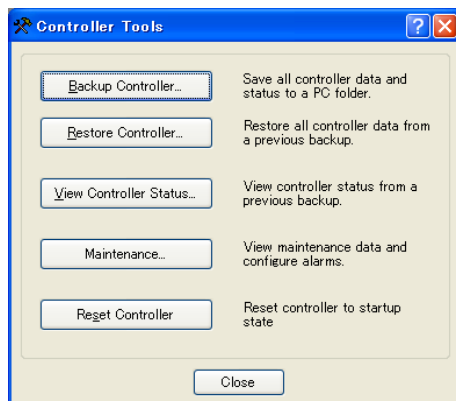 Controller Tools
Backup Controller...
Save all controller data and
status to a PC folder.
Restore Controller...
Restore all controller data from
a previous backup.
View Controller Status...
View controller status from a
previous backup.
Maintenance...
View maintenance data and
configure alarms.
Reset Controller
Reset controller to startup
state
Close